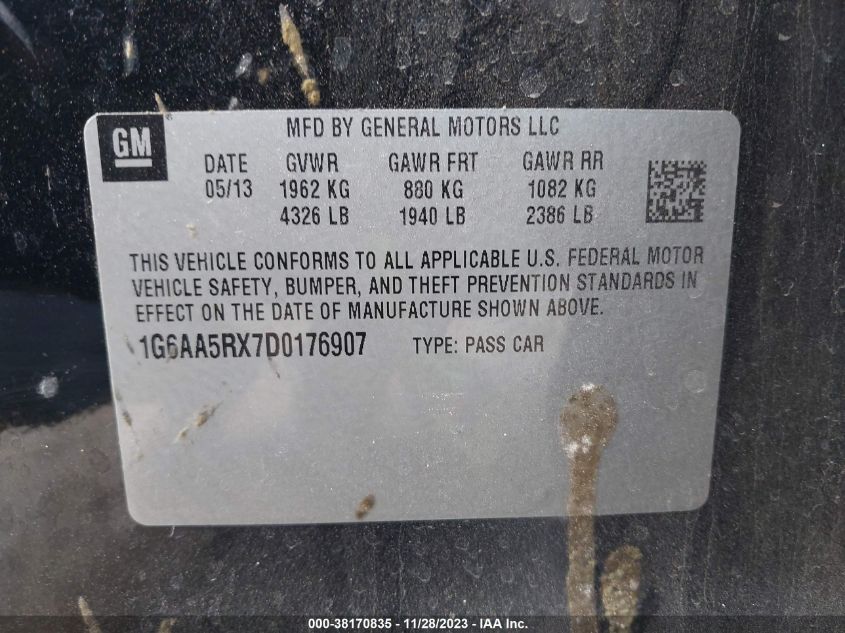 GM
MFD BY GENERAL MOTORS LLC
DATE GVWR GAWR FRT GAWR RR
05/13 1962 KG 880 KG 1082 KG
4326 LB 1940 LB 2386 LB
THIS VEHICLE CONFORMS TO ALL APPLICABLE U.S. FEDERAL MOTOR
VEHICLE SAFETY, BUMPER, AND THEFT PREVENTION STANDARDS IN
EFFECT ON THE DATE OF MANUFACTURE SHOWN ABOVE.
1G6AA5RX7D0176907 TYPE: PASS CAR
000-38170835 - 11/28/2023 - IAA Inc.